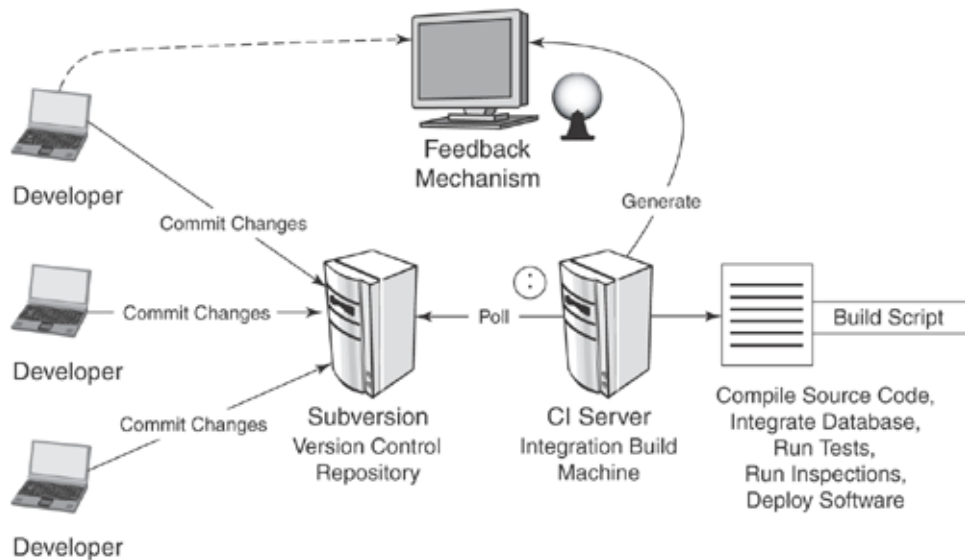 Feedback
Mechanism
Developer
Commit Changes
Generate
Developer
Commit Changes
Poll
Build Script
Developer
Commit Changes
Subversion
Version Control
Repository
CI Server
Integration Build
Machine
Compile Source Code,
Integrate Database,
Run Tests,
Run Inspections,
Deploy Software